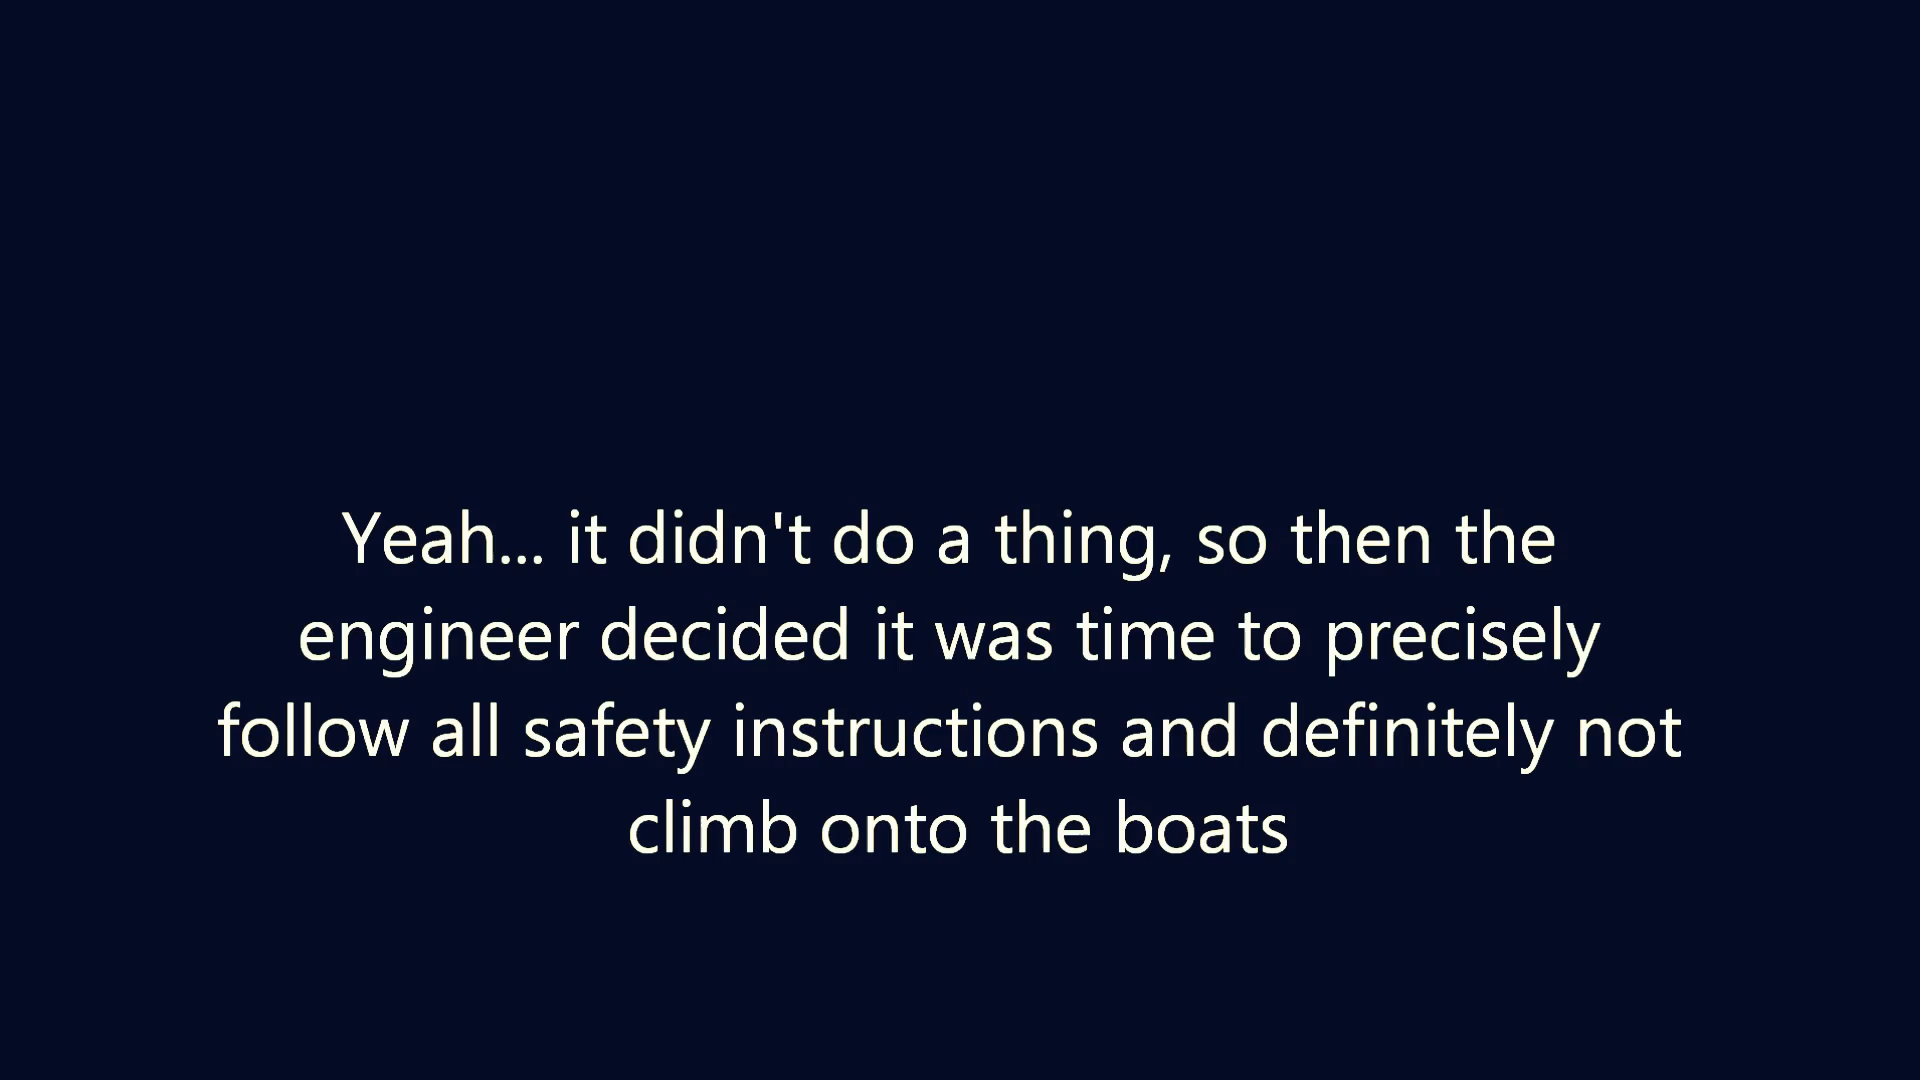 Yeah... it didn't do a thing, so then the
engineer decided it was time to precisely
follow all safety instructions and definitely not
climb onto the boats